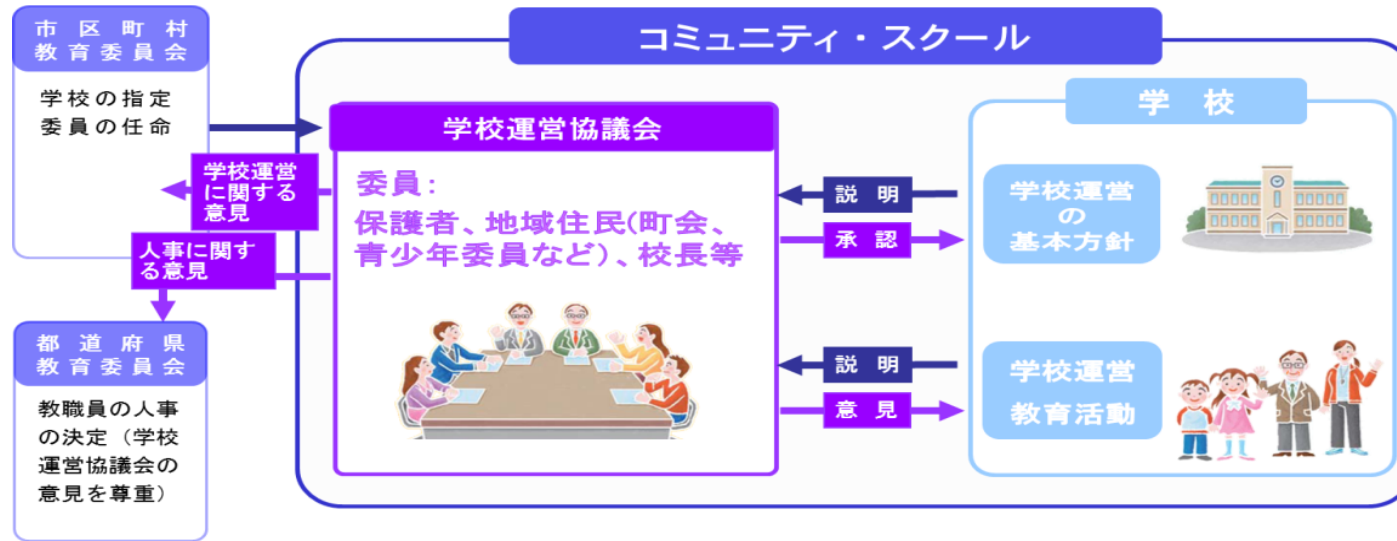 市区町村
教育委員会
学校の指定
委員の任命
コミュニティ・スクール
学校運営協議会
委員：
保護者、地域住民(町会、
青少年委員など)、校長等
学校運営
に関する
意見
人事に関す
る意見
都道府県
教育委員会
教職員の人事
の決定（学校
運営協議会の
意見を尊重）
説明
承認
説明
意見
学校
学校運営
の
基本方針
学校運営
教育活動